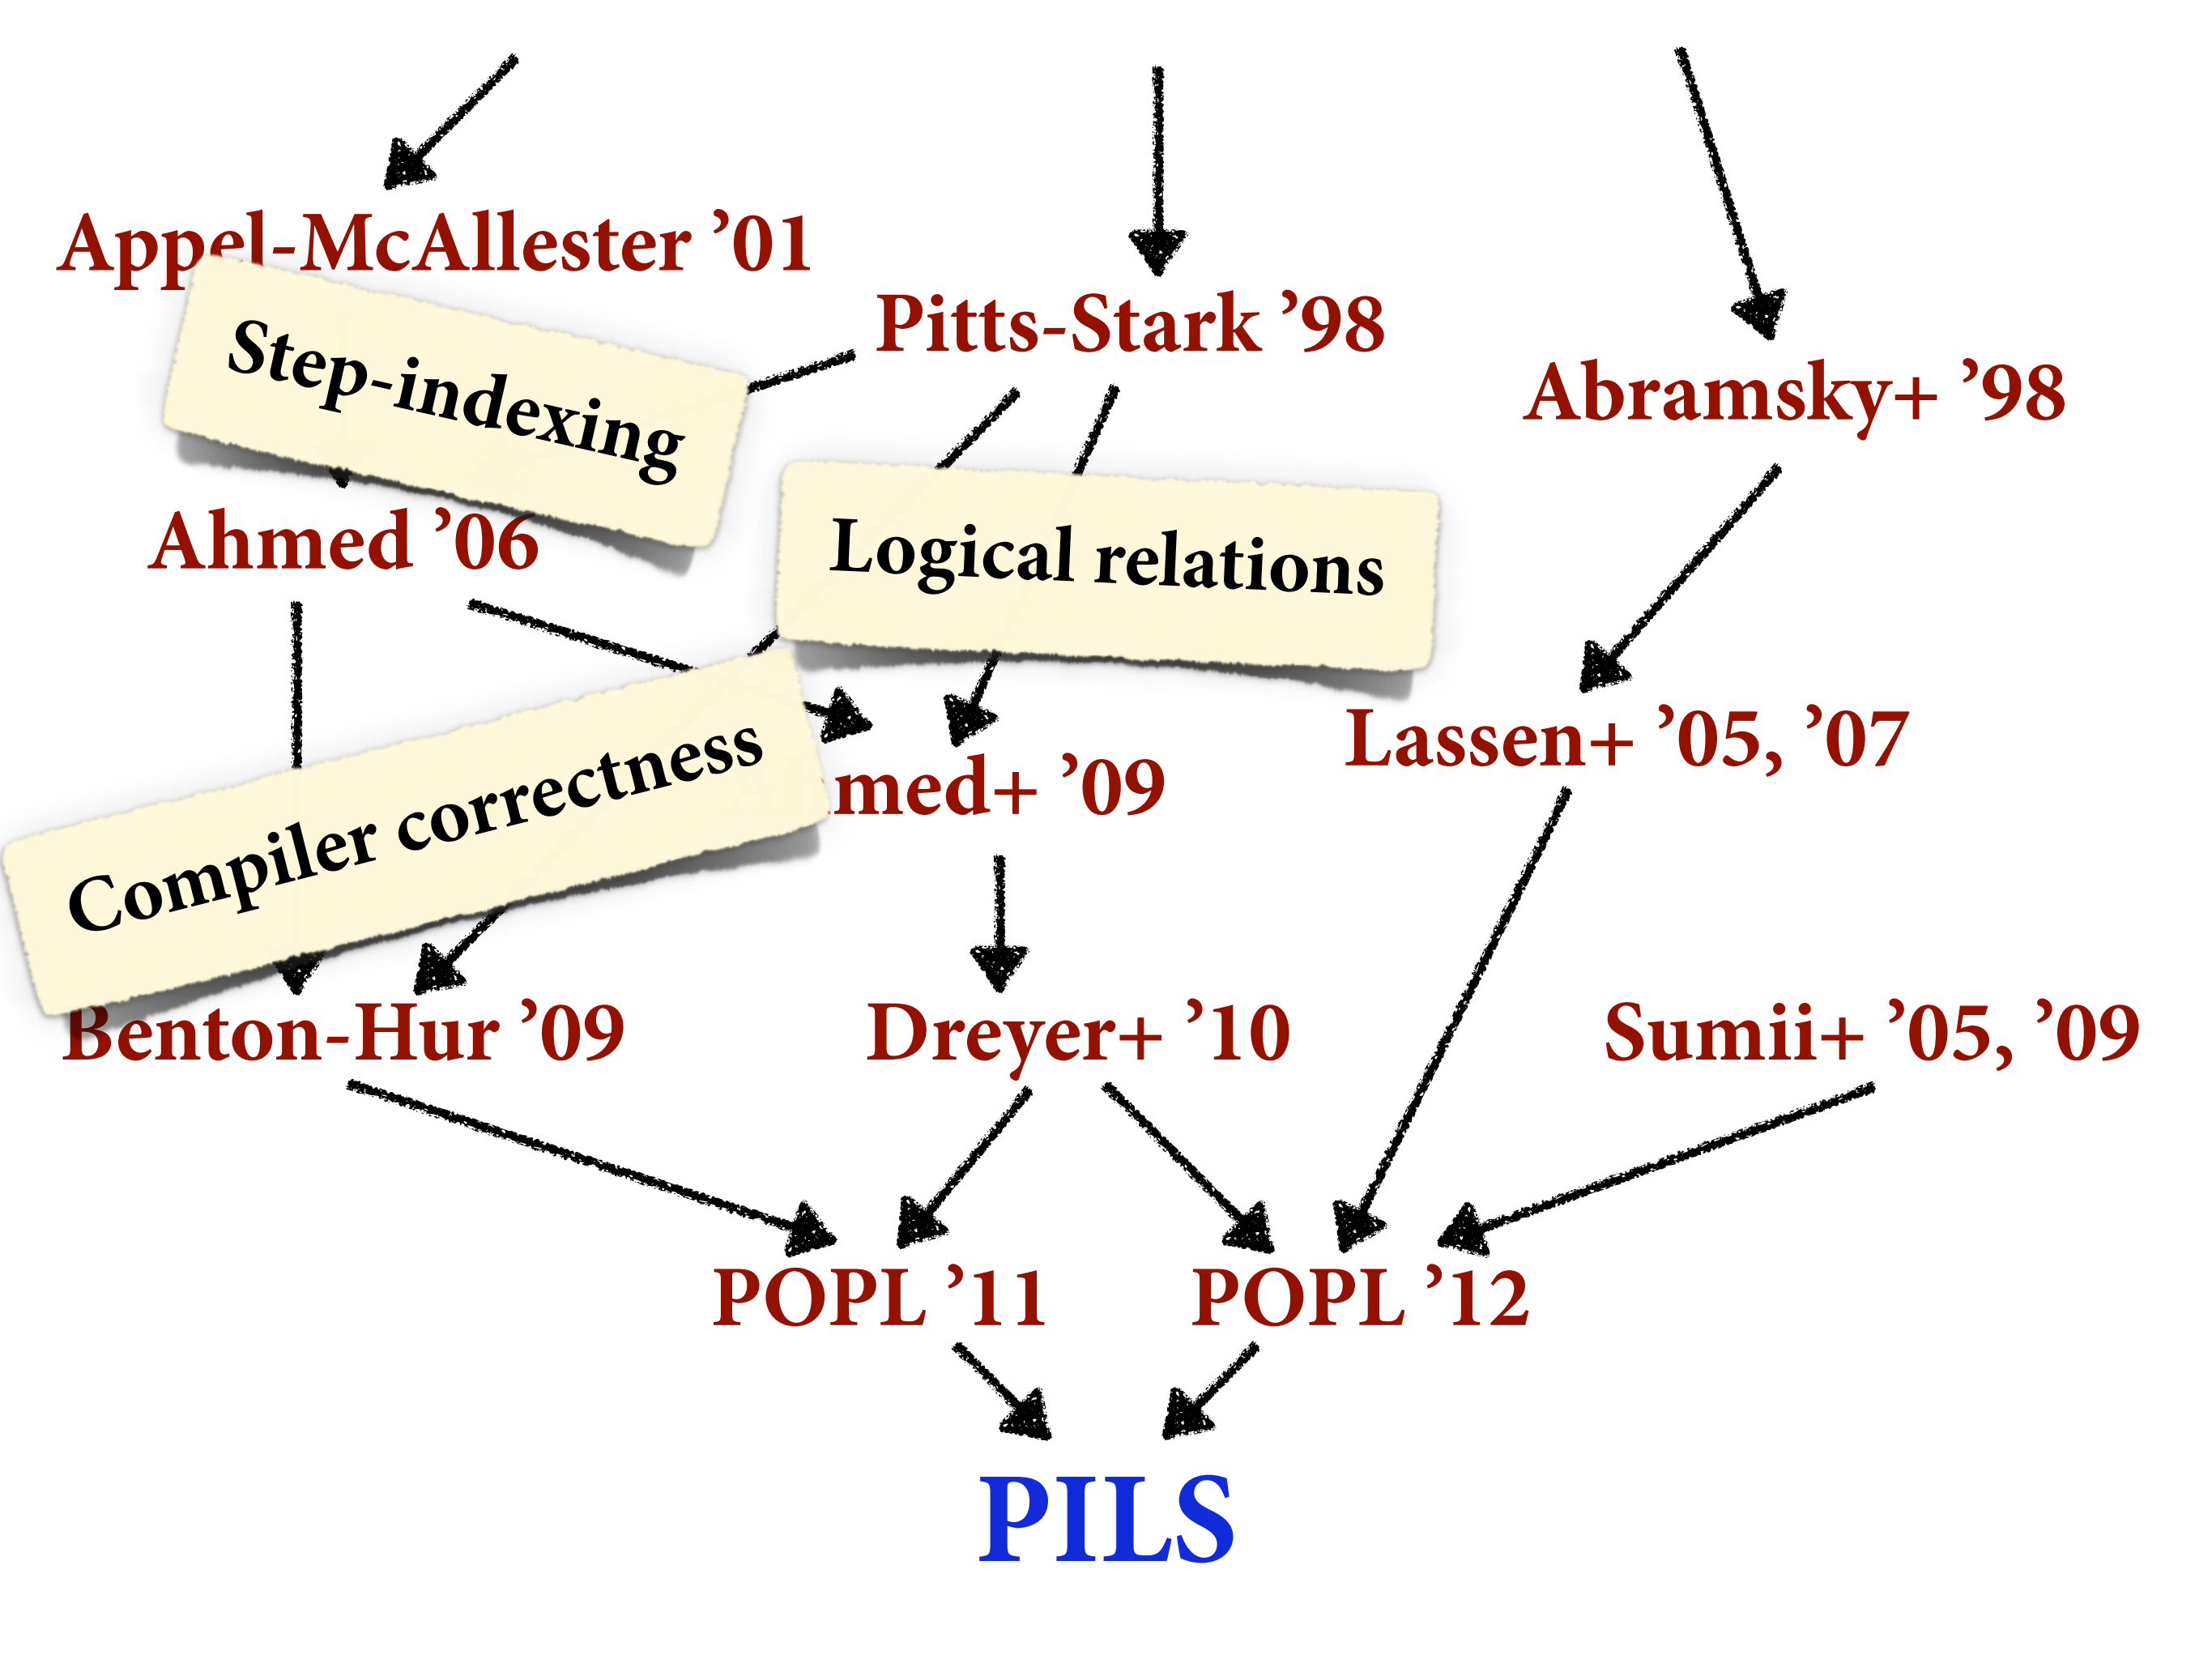 Appel-McAllester ’01
Pitts-Stark ’98
Abramsky+ ’98
Step-indexing
Ahmed ’06
Logical relations
Lassen+ ’05, ’07
Compiler correctness
Ahmed+ ’09
Benton-Hur ’09
Dreyer+ ’10
Sumii+ ’05, ’09
POPL ’11
POPL ’12
PILS